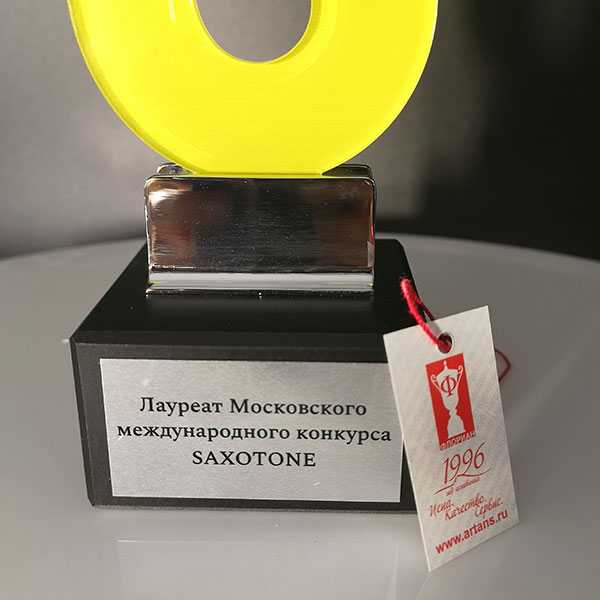 Лауреат Московского
международного конкурса
SAXOTONE
Ф
ФЛОРИАН
1996
Цена.
Качество.
Сервис.
www.artans.ru